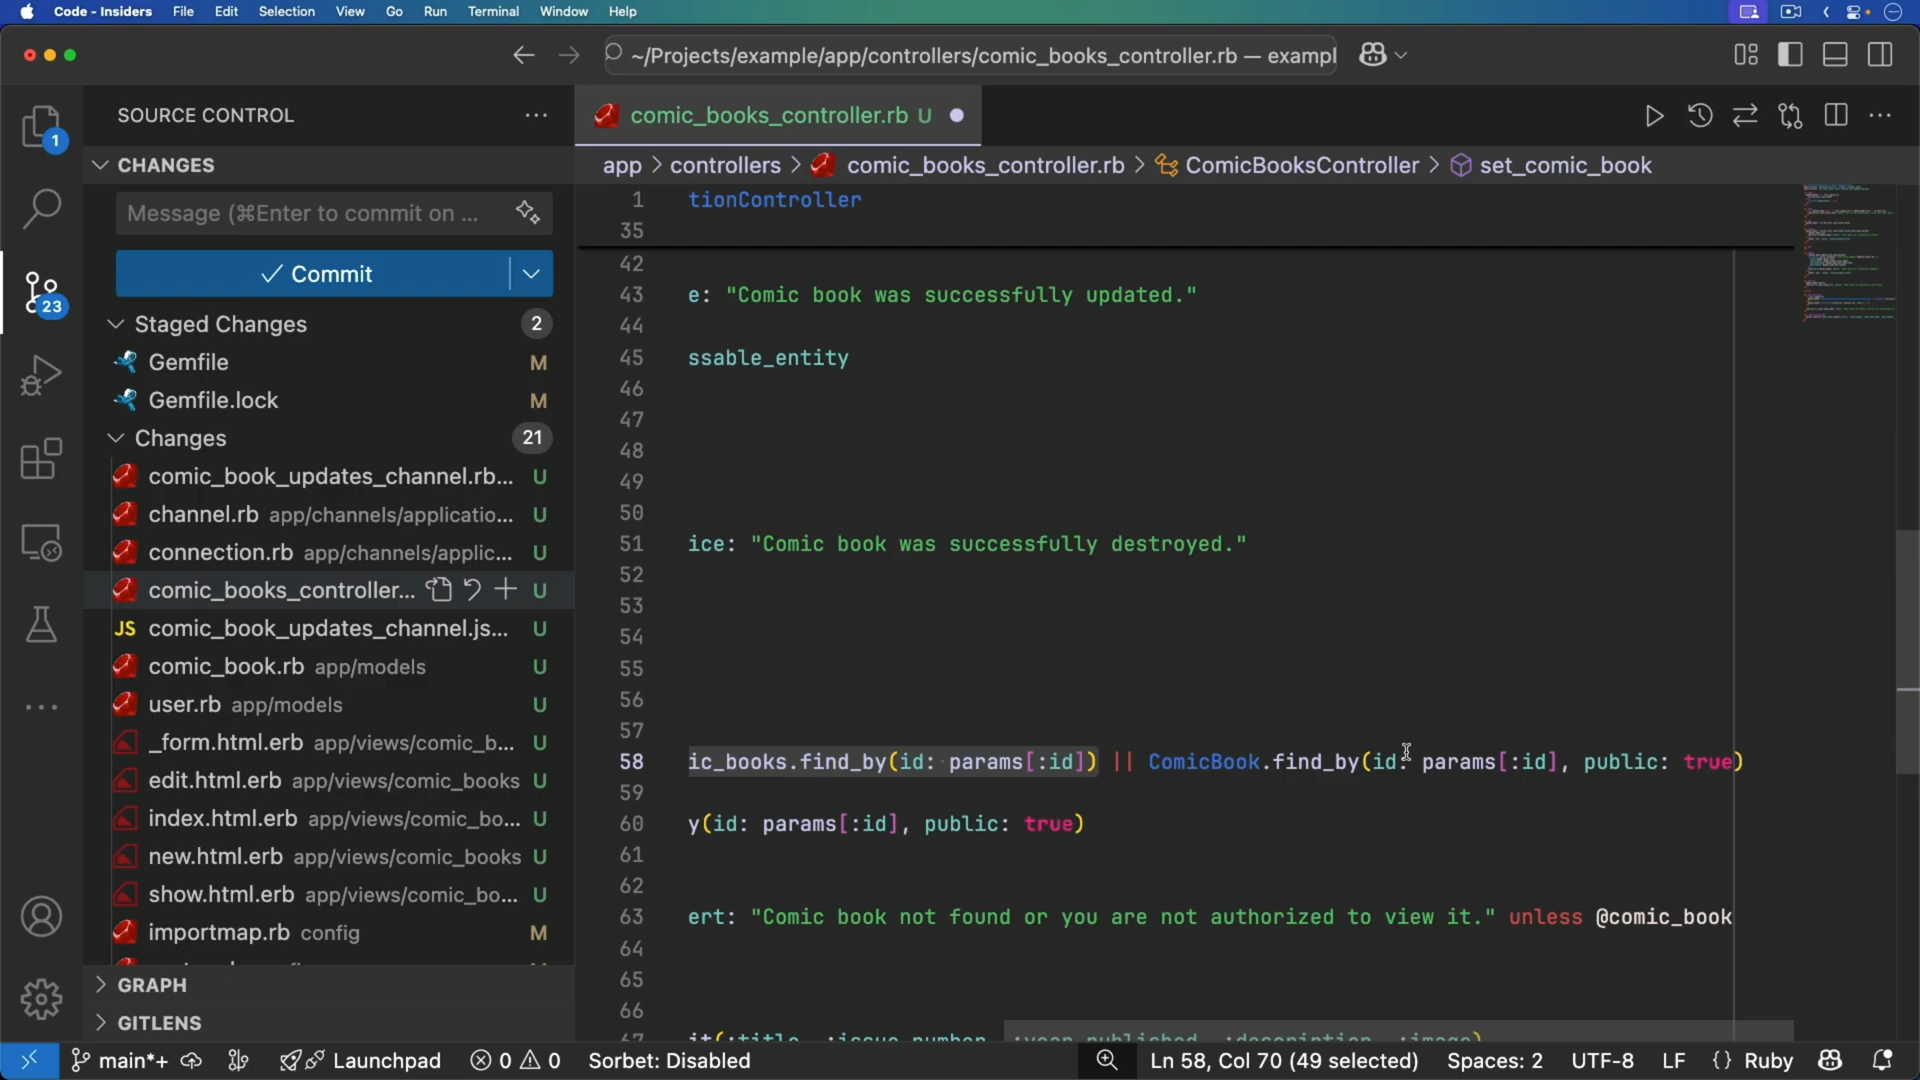 Code - Insiders File Edit Selection View Go Run Terminal Window Help
~/Projects/example/app/controllers/comic_books_controller.rb — exampl
SOURCE CONTROL
comic_books_controller.rb U
1
CHANGES
app > controllers > comic_books_controller.rb > ComicBooksController > set_comic_book
Message (⌘Enter to commit on ...
Commit
23
Staged Changes 2
Gemfile M
Gemfile.lock M
Changes 21
comic_book_updates_channel.rb... U
channel.rb app/channels/applicatio... U
connection.rb app/channels/applic... U
comic_books_controller... U
JS comic_book_updates_channel.js... U
comic_book.rb app/models U
user.rb app/models U
_form.html.erb app/views/comic_b... U
edit.html.erb app/views/comic_books U
index.html.erb app/views/comic_bo... U
new.html.erb app/views/comic_books U
show.html.erb app/views/comic_bo... U
importmap.rb config M
GRAPH
GITLENS
1 tionController
35
42
43 e: "Comic book was successfully updated."
44
45 ssable_entity
46
47
48
49
50
51 ice: "Comic book was successfully destroyed."
52
53
54
55
56
57
58 ic_books.find_by(id: params[:id]) || ComicBook.find_by(id: params[:id], public: true)
59
60 y(id: params[:id], public: true)
61
62
63 ert: "Comic book not found or you are not authorized to view it." unless @comic_book
64
65
66
67 it(:title, :issue_number, :year_published, :description, :image)
main*+ Launchpad 0 0 Sorbet: Disabled Ln 58, Col 70 (49 selected) Spaces: 2 UTF-8 LF {} Ruby